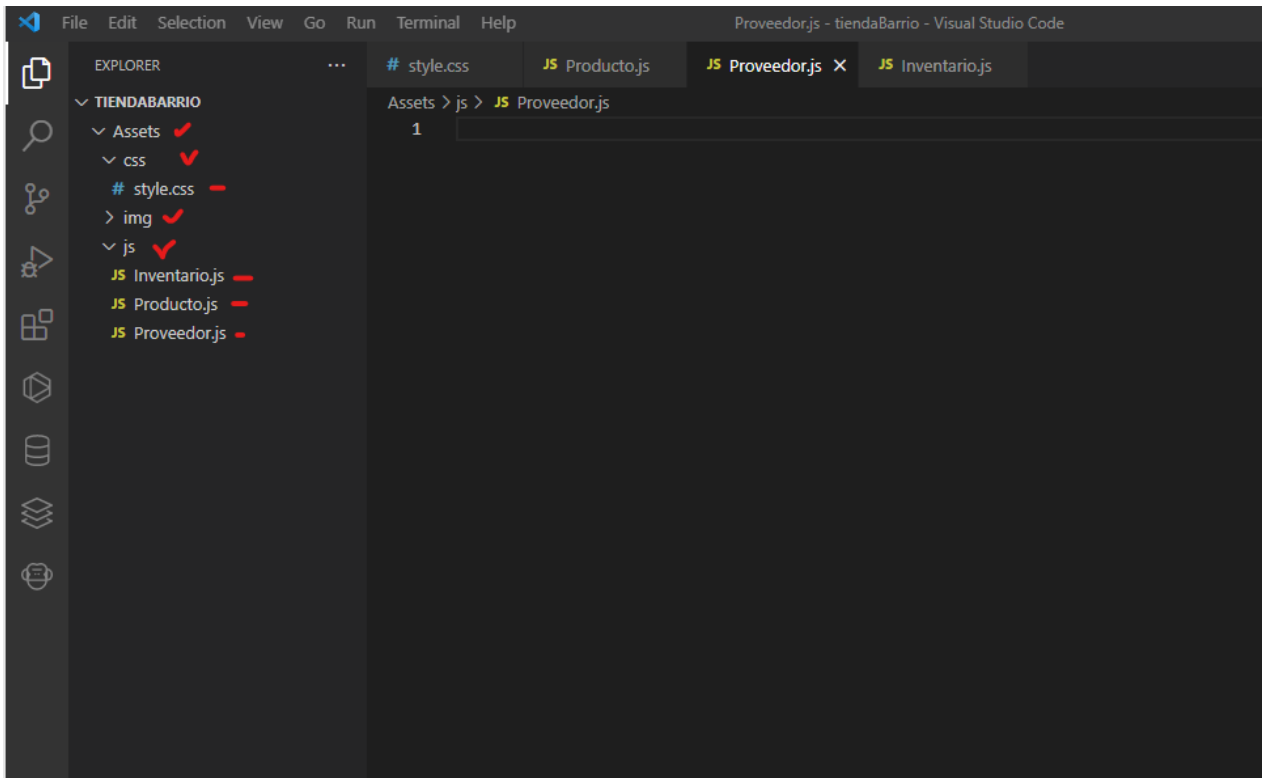 File Edit Selection View Go Run Terminal Help Proveedor.js - tiendaBarrio - Visual Studio Code
EXPLORER ...
# style.css JS Producto.js JS Proveedor.js JS Inventario.js
TIENDABARRIO
Assets > js > JS Proveedor.js
1
Assets
css
# style.css
img
js
JS Inventario.js
JS Producto.js
JS Proveedor.js